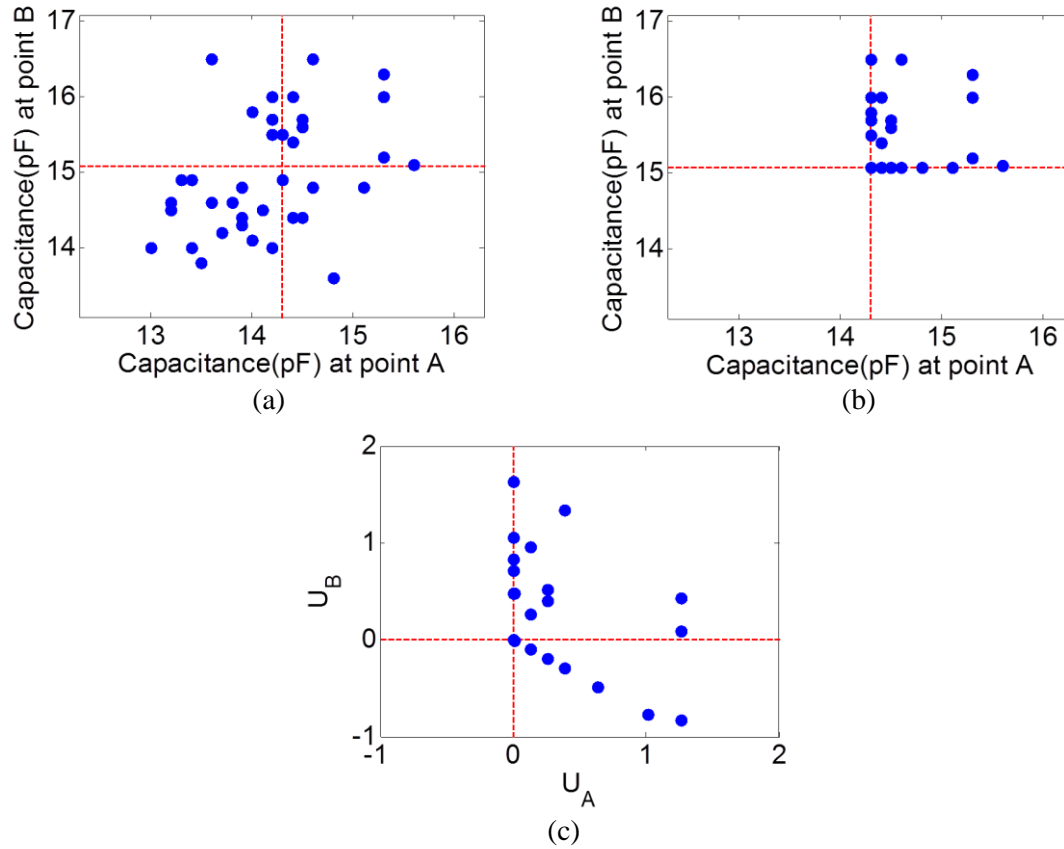 17
16
15
14
Capacitance(pF) at point B
13
14
15
16
Capacitance(pF) at point A
(a)
17
16
15
14
Capacitance(pF) at point B
13
14
15
16
Capacitance(pF) at point A
(b)
2
1
0
-1
U_B
-1
0
1
2
U_A
(c)